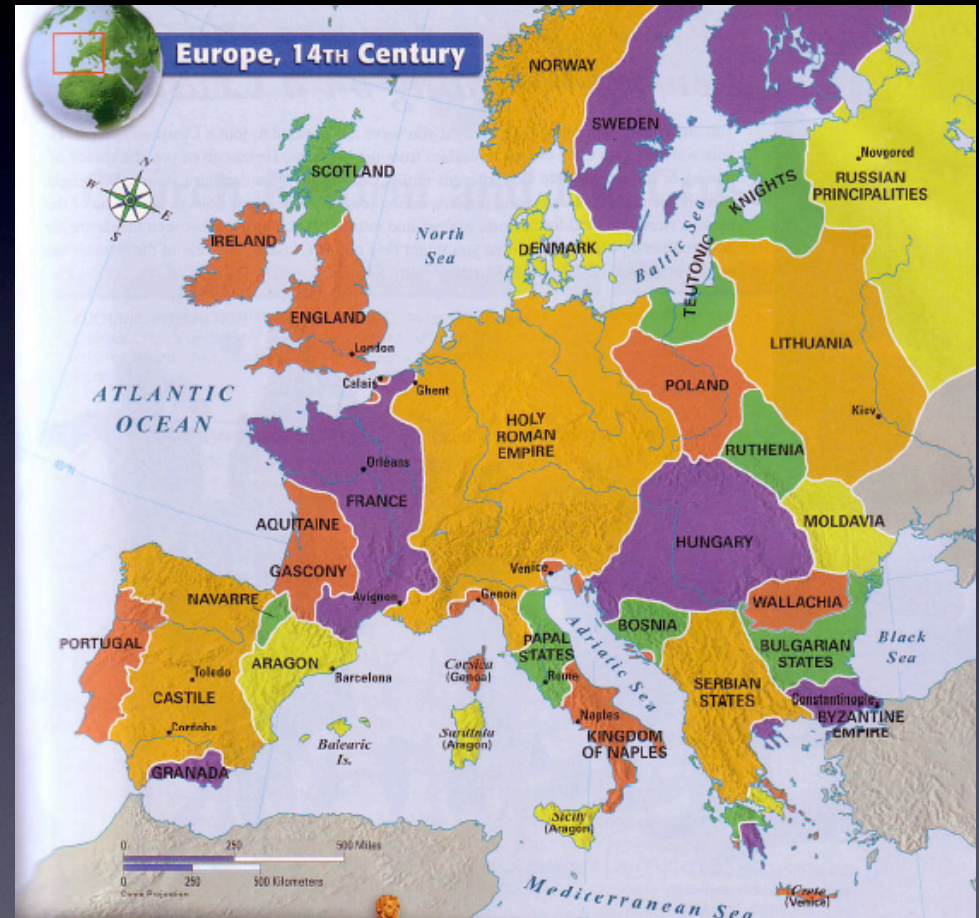 Europe, 14TH Century
NORWAY
SWEDEN
SCOTLAND
N
W
E
S
Novgorod
RUSSIAN
PRINCIPALITIES
KNIGHTS
TEUTONIC
IRELAND
North
Sea
DENMARK
Baltic Sea
ENGLAND
London
LITHUANIA
Calais
Ghent
POLAND
ATLANTIC
OCEAN
Kiev
HOLY
ROMAN
EMPIRE
RUTHENIA
45°N
Orléans
FRANCE
AQUITAINE
MOLDAVIA
HUNGARY
GASCONY
Venice
NAVARRE
Avignon
Genoa
WALLACHIA
BOSNIA
PORTUGAL
PAPAL
STATES
Adriatic Sea
BULGARIAN
STATES
Black
Sea
ARAGON
Toledo
Barcelona
Corsica
(Genoa)
Rome
CASTILE
SERBIAN
STATES
Constantinople
BYZANTINE
EMPIRE
Cordoba
Naples
KINGDOM
OF NAPLES
Balearic
Is.
Sardinia
(Aragon)
GRANADA
Sicily
(Aragon)
0 250 500 Miles
0 250 500 Kilometers
Projection
Mediterranean Sea
Crete
(Venice)